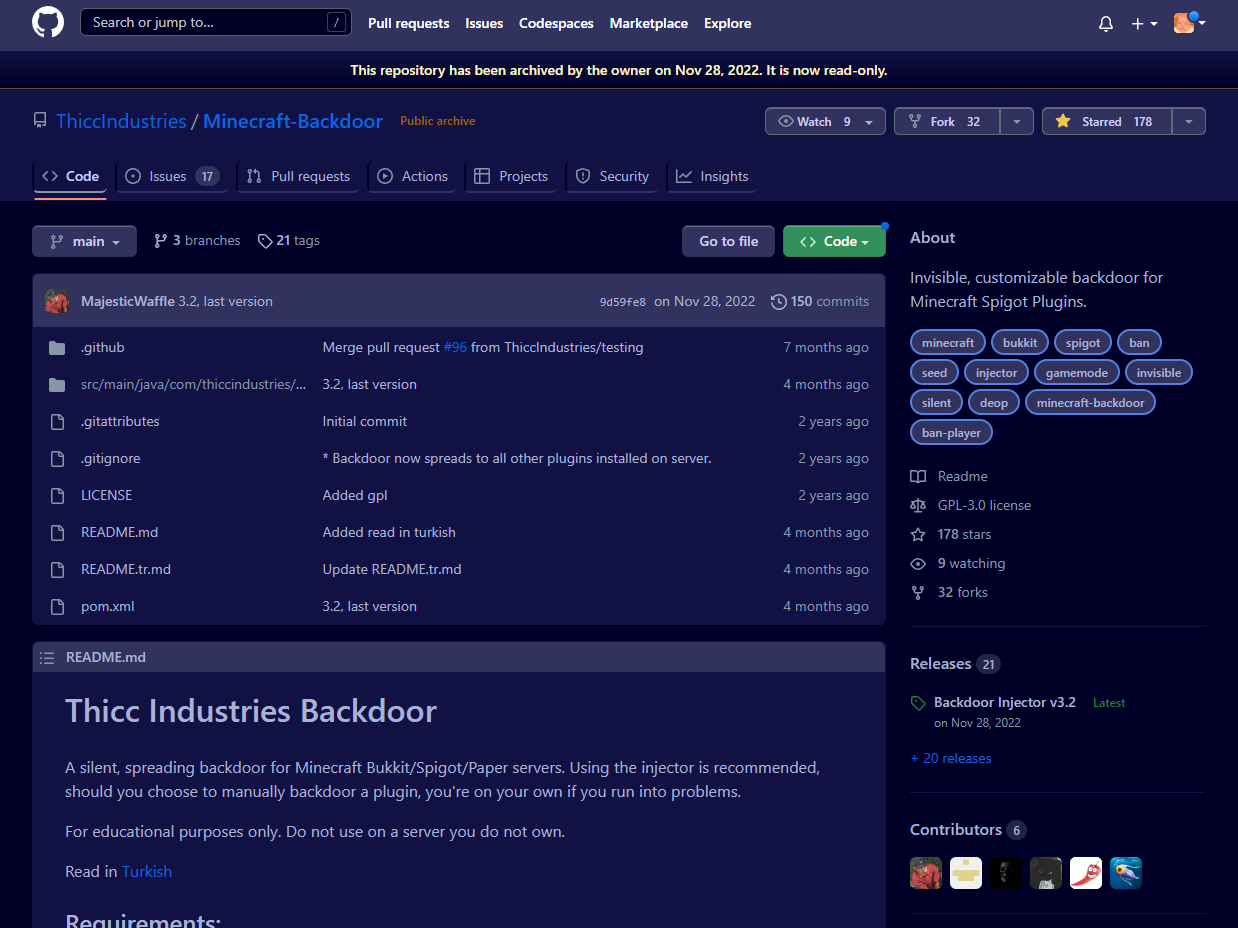 Search or jump to... /
Pull requests Issues Codespaces Marketplace Explore
This repository has been archived by the owner on Nov 28, 2022. It is now read-only.
ThiccIndustries / Minecraft-Backdoor Public archive
Watch 9 Fork 32 Starred 178
Code Issues 17 Pull requests Actions Projects Security Insights
main 3 branches 21 tags Go to file Code
MajesticWaffle 3.2, last version 9d59fe8 on Nov 28, 2022 150 commits
.github Merge pull request #96 from ThiccIndustries/testing 7 months ago
src/main/java/com/thiccindustries/... 3.2, last version 4 months ago
.gitattributes Initial commit 2 years ago
.gitignore * Backdoor now spreads to all other plugins installed on server. 2 years ago
LICENSE Added gpl 2 years ago
README.md Added read in turkish 4 months ago
README.tr.md Update README.tr.md 4 months ago
pom.xml 3.2, last version 4 months ago
README.md
Thicc Industries Backdoor
A silent, spreading backdoor for Minecraft Bukkit/Spigot/Paper servers. Using the injector is recommended,
should you choose to manually backdoor a plugin, you're on your own if you run into problems.
For educational purposes only. Do not use on a server you do not own.
Read in Turkish
Requirements:
About
Invisible, customizable backdoor for
Minecraft Spigot Plugins.
minecraft bukkit spigot ban
seed injector gamemode invisible
silent deop minecraft-backdoor
ban-player
Readme
GPL-3.0 license
178 stars
9 watching
32 forks
Releases 21
Backdoor Injector v3.2 Latest
on Nov 28, 2022
+ 20 releases
Contributors 6